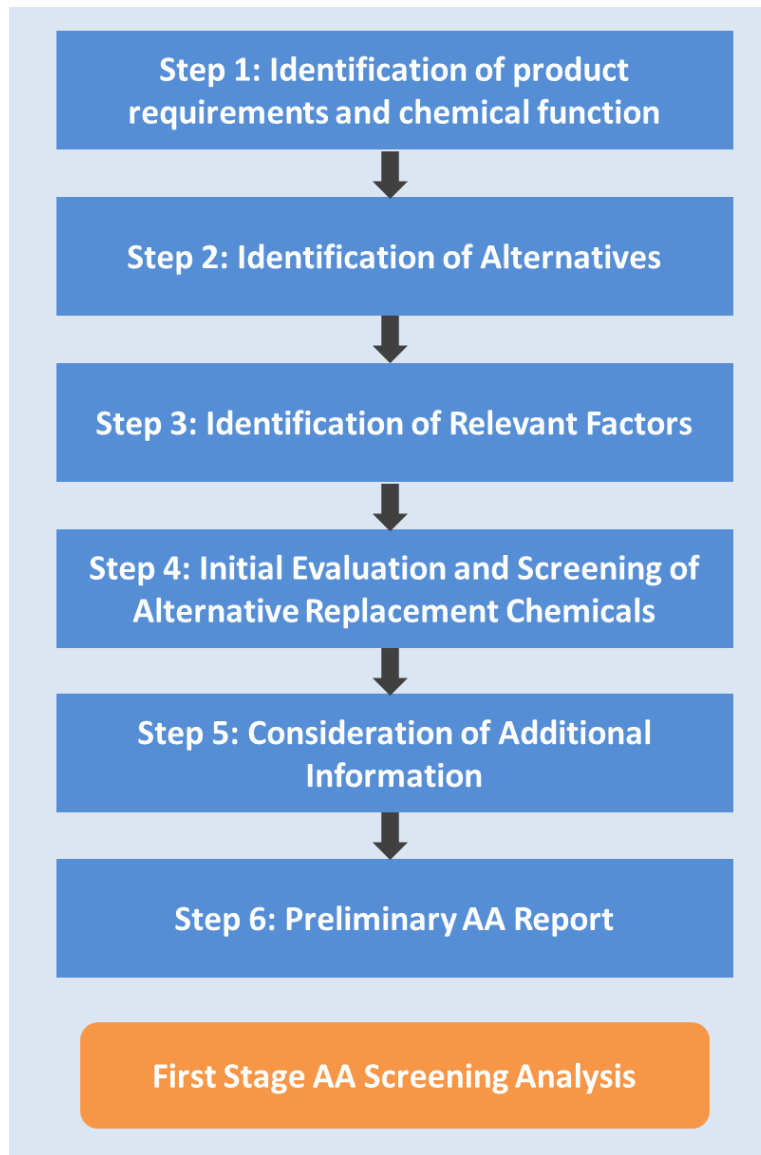 Step 1: Identification of product
requirements and chemical function
Step 2: Identification of Alternatives
Step 3: Identification of Relevant Factors
Step 4: Initial Evaluation and Screening of
Alternative Replacement Chemicals
Step 5: Consideration of Additional
Information
Step 6: Preliminary AA Report
First Stage AA Screening Analysis